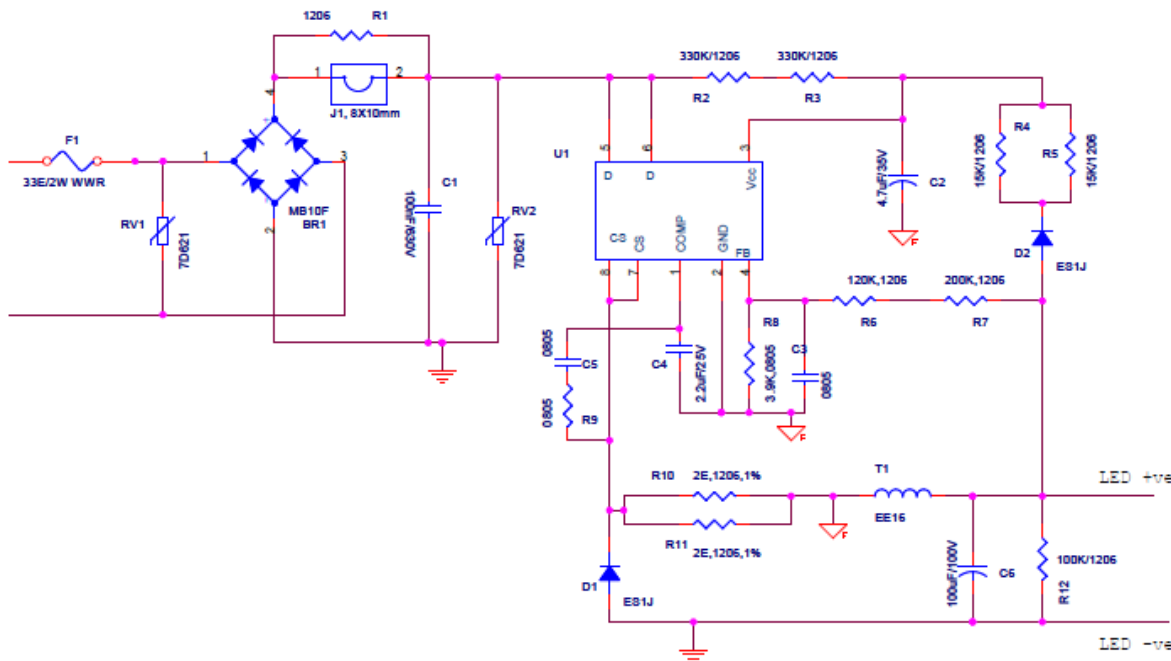 1206 R1
330K/1206 330K/1206
1 2
R2 R3
J1, 8X10mm
4
F1
33E/2W WWR
1
3
MB10F
BR1
2
RV1
7D621
C1
100nF/630V
RV2
7D621
U1
5
D
6
D
3
Vcc
CS
CS
COMP
GND
FB
8
7
1
2
4
4.7uF/35V
C2
F
R4
15K/1206
R5
15K/1206
D2
ES1J
120K,1206 200K,1206
R6 R7
R8
3.9K,0805
C3
0805
F
0805
C5
C4
2.2uF/25V
0805
R9
R10 2E,1206,1%
T1
LED +ve
F
EE16
R11
2E,1206,1%
D1
ES1J
100uF/100V
C6
100K/1206
R12
LED -ve